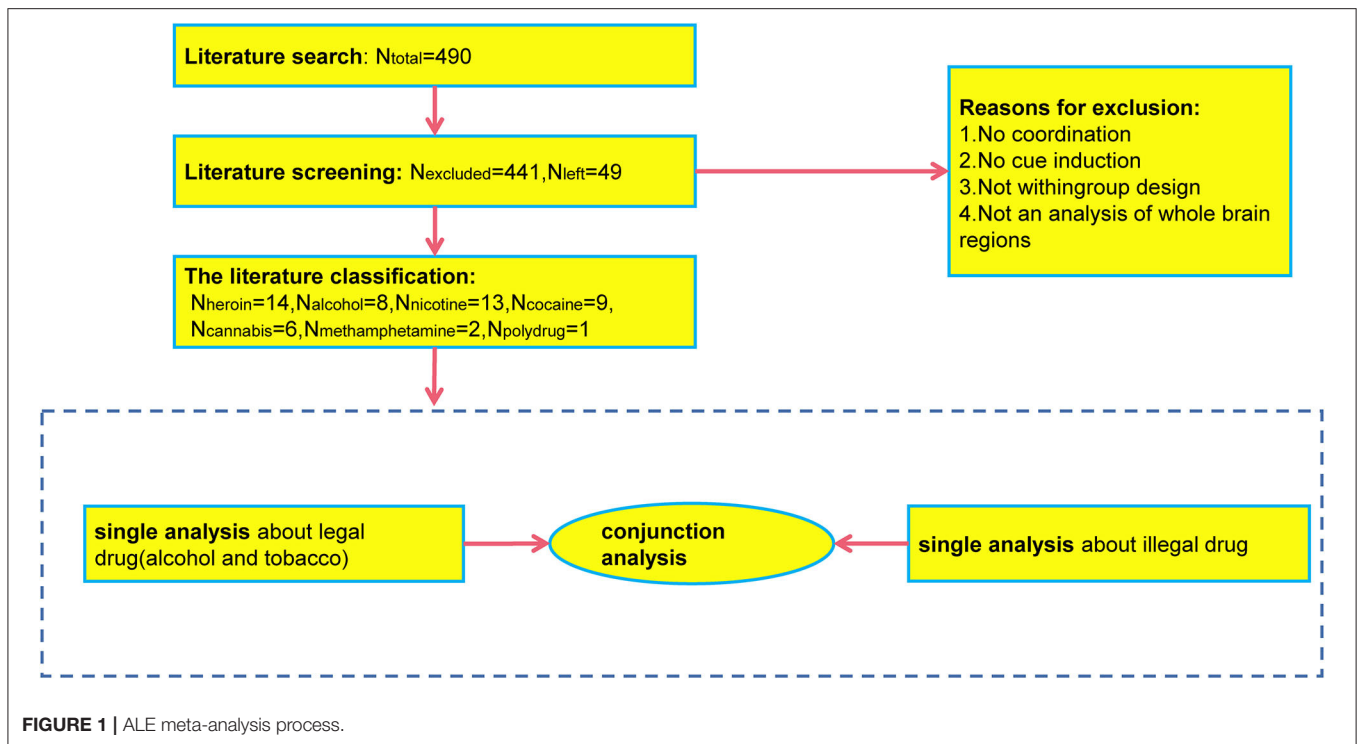 Literature search: Ntotal=490
Literature screening: Nexcluded=441,Nleft=49
Reasons for exclusion:
1.No coordination
2.No cue induction
3.Not withingroup design
4.Not an analysis of whole brain
regions
The literature classification:
Nheroin=14,Nalcohol=8,Nnicotine=13,Ncocaine=9,
Ncannabis=6,Nmethamphetamine=2,Npolydrug=1
single analysis about legal
drug(alcohol and tobacco)
conjunction
analysis
single analysis about illegal drug
FIGURE 1 | ALE meta-analysis process.